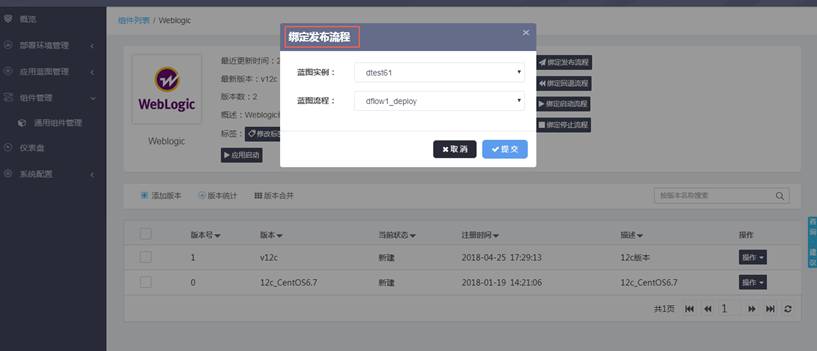 概览
部署环境管理
应用蓝图管理
组件管理
通用组件管理
仪表盘
系统配置
组件列表 / Weblogic
WebLogic
Weblogic
最近更新时间：2
最新版本：v12c
版本数：2
概述：Weblogic
标签：修改标签
应用启动
绑定发布流程
×
蓝图实例：
dtest61
蓝图流程：
dflow1_deploy
取消
提交
绑定发布流程
绑定回退流程
绑定启动流程
绑定停止流程
添加版本
版本统计
版本合并
按版本名称搜索
版本号 版本 当前状态 注册时间 描述 操作
1 v12c 新建 2018-04-25 17:29:13 12c版本 操作
0 12c_CentOS6.7 新建 2018-01-19 14:21:06 12c_CentOS6.7 操作
共1页 1